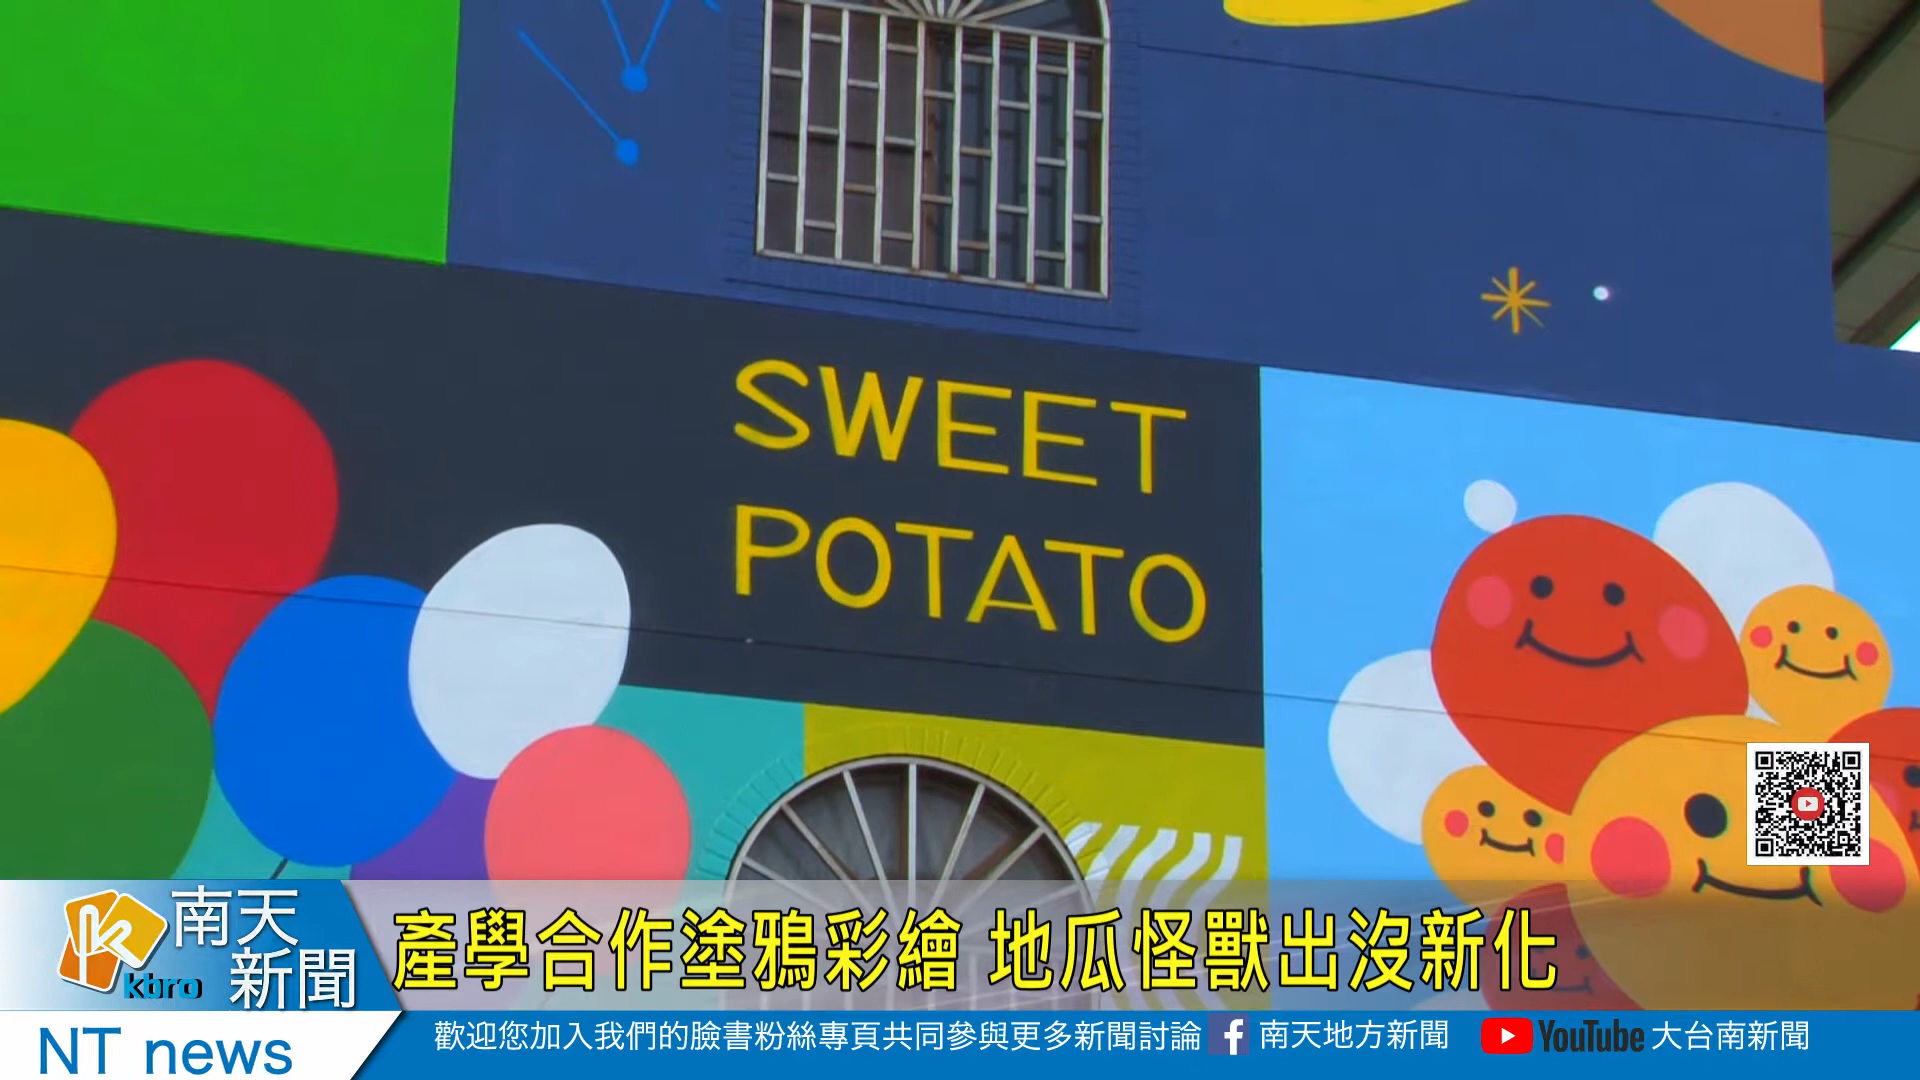 SWEET
POTATO
南天
新聞
kbro
產學合作塗鴉彩繪 地瓜怪獸出沒新化
NT news
歡迎您加入我們的臉書粉絲專頁共同參與更多新聞討論 南天地方新聞 YouTube 大台南新聞